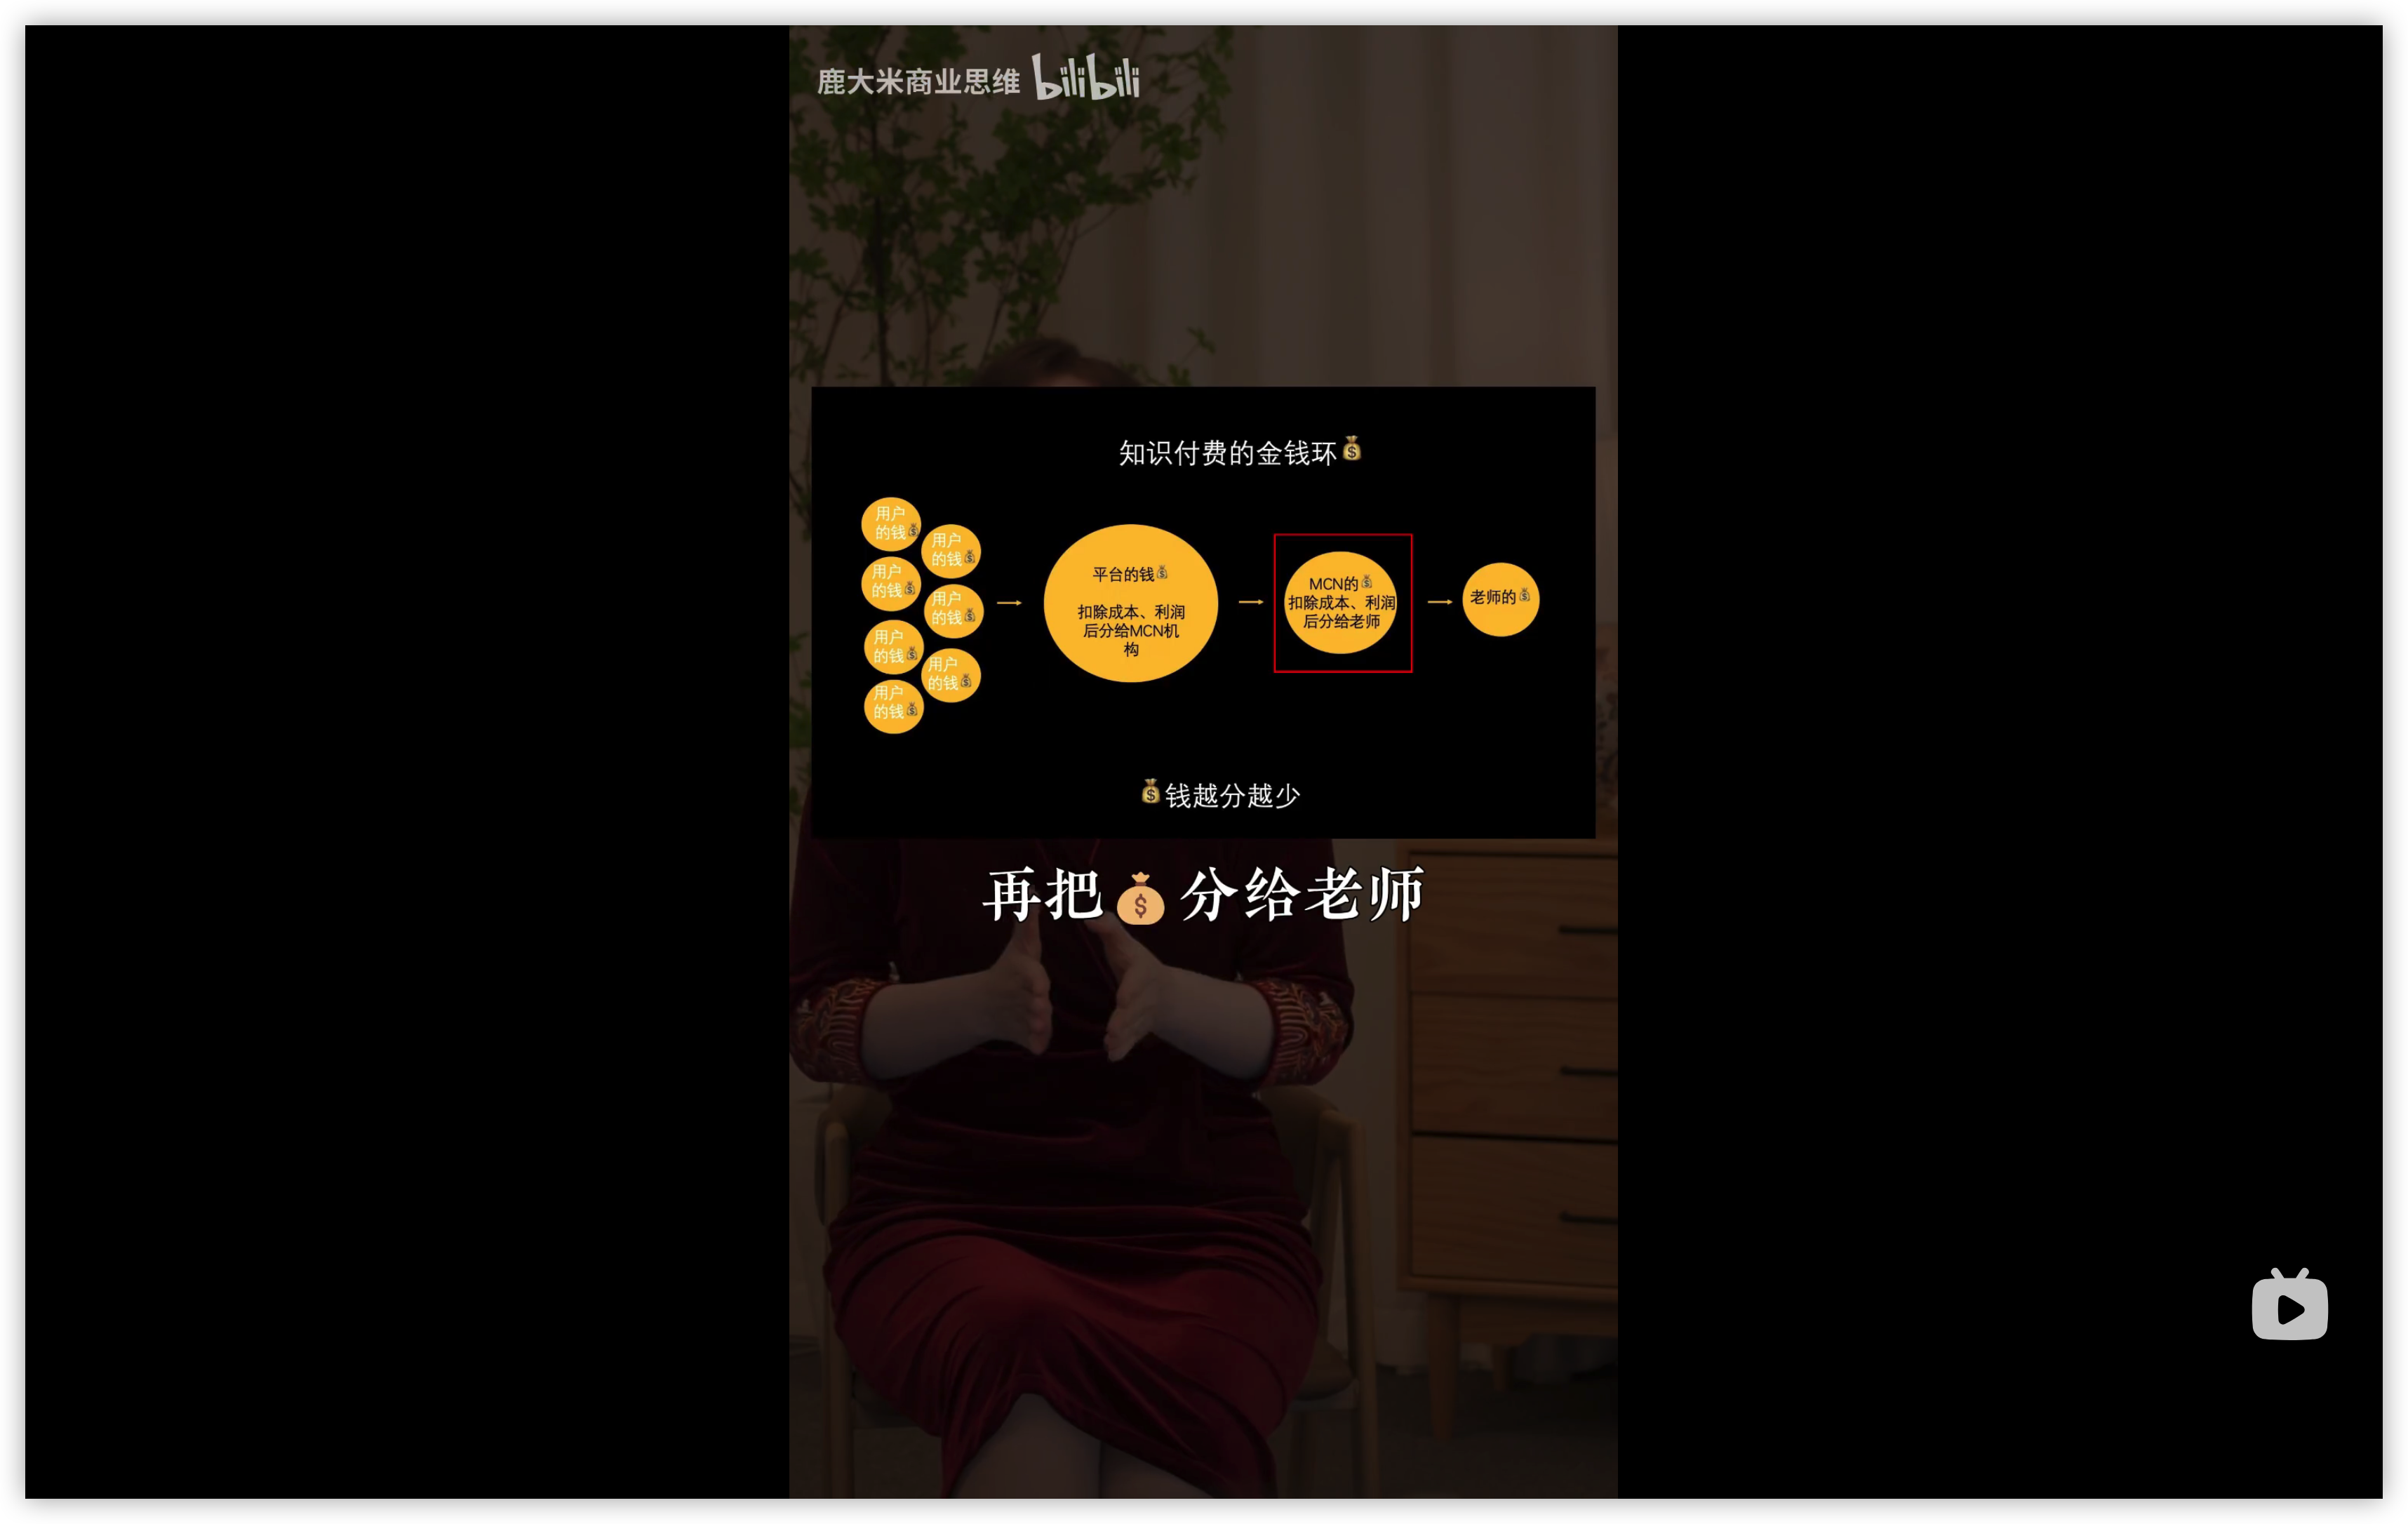 鹿大米商业思维 bilibili
知识付费的金钱环💰
用户
的钱💰
用户
的钱💰
用户
的钱💰
用户
的钱💰
用户
的钱💰
用户
的钱💰
用户
的钱💰
平台的钱💰
扣除成本、利润
后分给MCN机
构
MCN的💰
扣除成本、利润
后分给老师
老师的💰
💰钱越分越少
再把💰分给老师